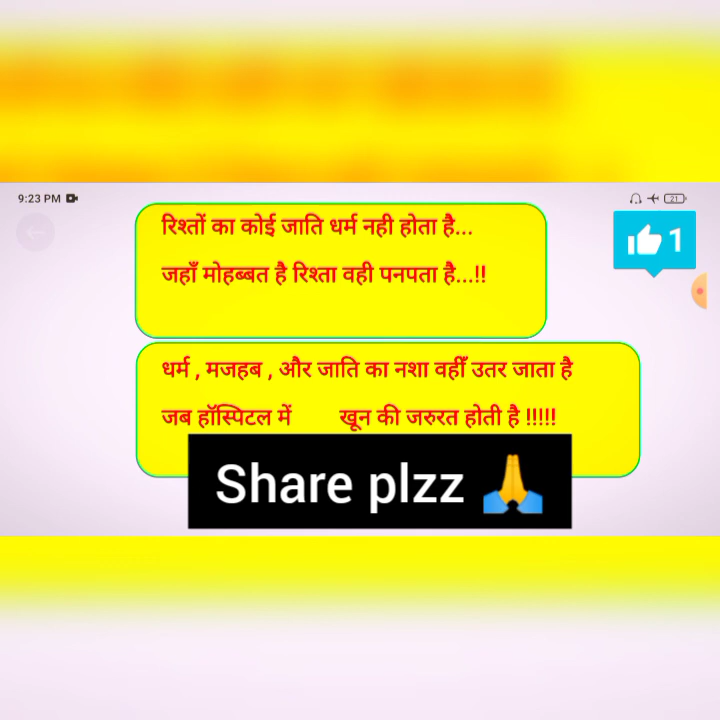 9:23 PM
21
1
रिश्तों का कोई जाति धर्म नही होता है...
जहाँ मोहब्बत है रिश्ता वही पनपता है...!!
धर्म , मजहब , और जाति का नशा वहीँ उतर जाता है
जब हॉस्पिटल में खून की जरुरत होती है !!!!!
Share plzz 🙏